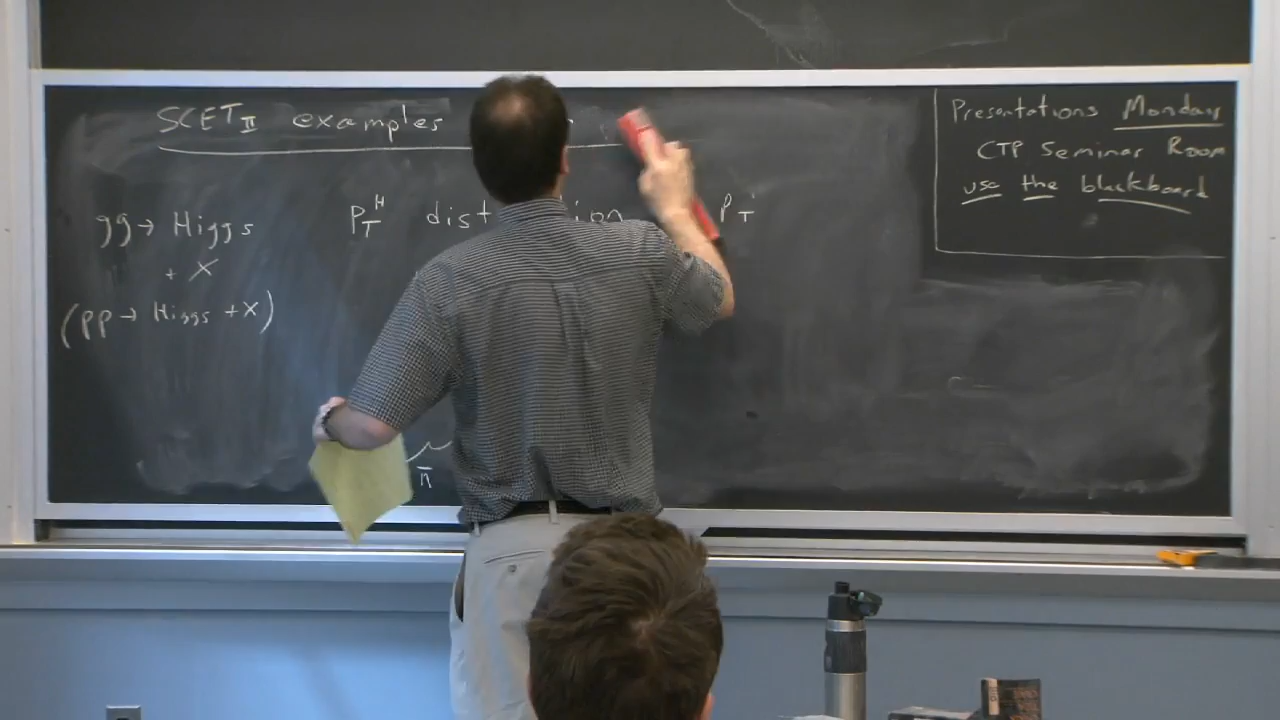 SCET_II examples
Presentations Monday
CTP Seminar Room
use the blackboard
gg → Higgs
+ X
(pp → Higgs + X)
P_T^H
P_T
n̄